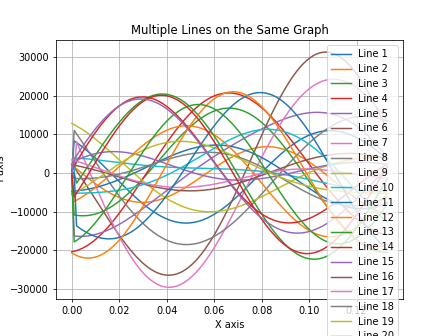 Multiple Lines on the Same Graph
30000
20000
10000
0
−10000
−20000
−30000
0.00
0.02
0.04
0.06
0.08
0.10
X axis
Line 1
Line 2
Line 3
Line 4
Line 5
Line 6
Line 7
Line 8
Line 9
Line 10
Line 11
Line 12
Line 13
Line 14
Line 15
Line 16
Line 17
Line 18
Line 19
Line 20